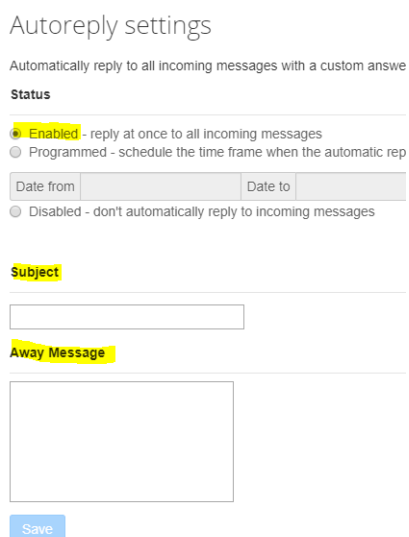 Autoreply settings
Automatically reply to all incoming messages with a custom answe
Status
Enabled - reply at once to all incoming messages
Programmed - schedule the time frame when the automatic rep
Date from Date to
Disabled - don't automatically reply to incoming messages
Subject
Away Message
Save